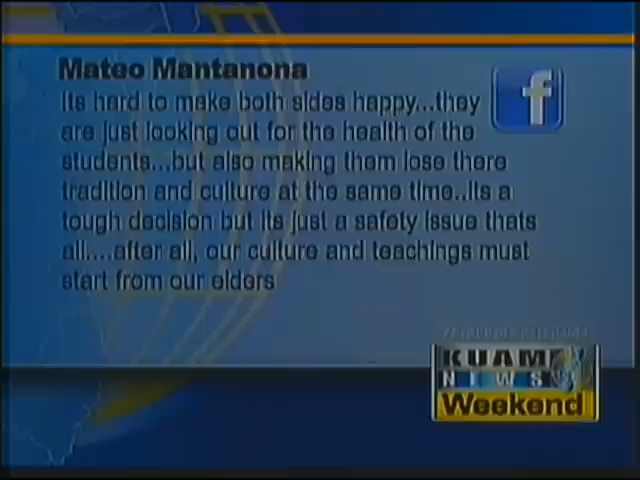 Mateo Mantanona
Its hard to make both sides happy...they
are just looking out for the health of the
students...but also making them lose there
tradition and culture at the same time..its a
tough decision but its just a safety issue thats
all....after all, our culture and teachings must
start from our elders
f
KUAM
NEWS
Weekend